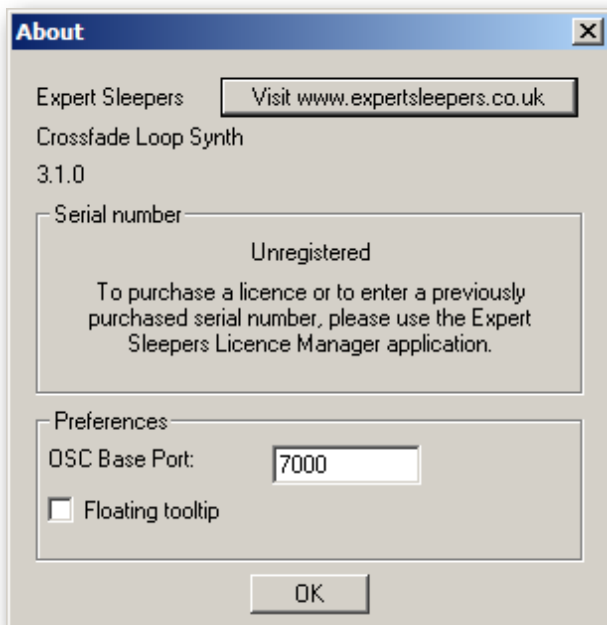 About
Expert Sleepers
Visit www.expertsleepers.co.uk
Crossfade Loop Synth
3.1.0
Serial number
Unregistered
To purchase a licence or to enter a previously
purchased serial number, please use the Expert
Sleepers Licence Manager application.
Preferences
OSC Base Port:
7000
Floating tooltip
OK